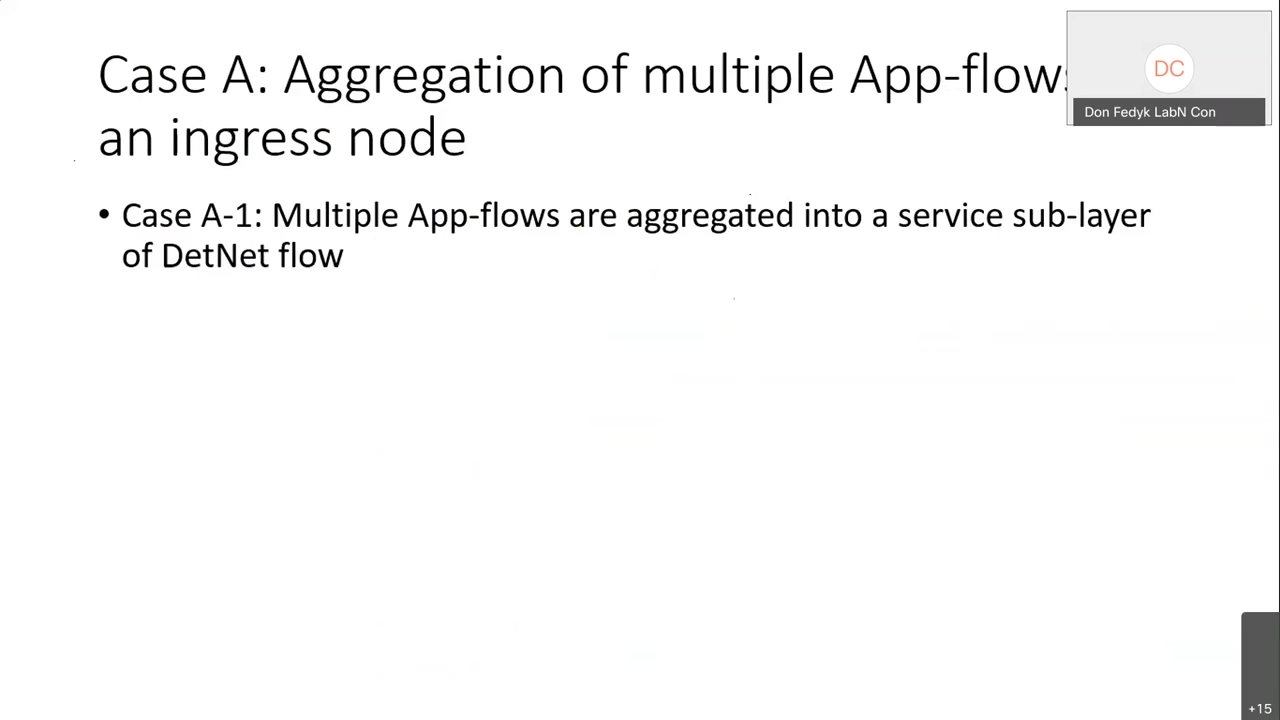 Case A: Aggregation of multiple App-flows
an ingress node
DC
Don Fedyk LabN Con
• Case A-1: Multiple App-flows are aggregated into a service sub-layer
of DetNet flow
+15